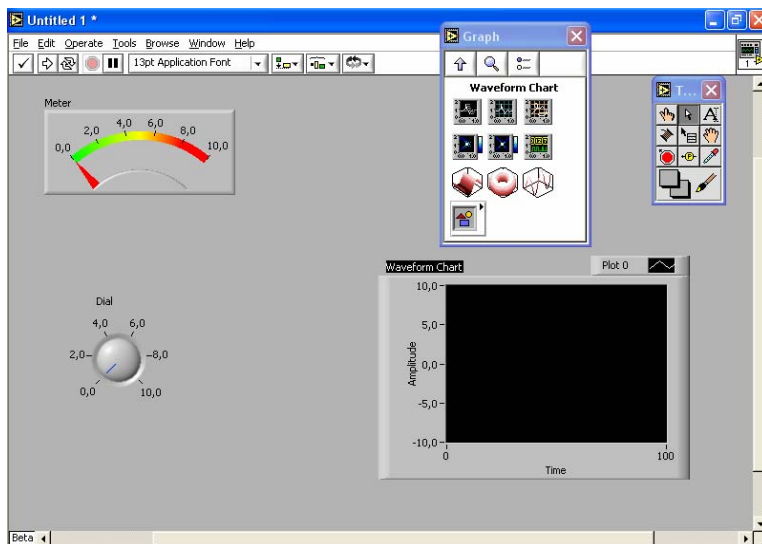 Untitled 1 *
File Edit Operate Tools Browse Window Help
13pt Application Font
Graph
Waveform Chart
T...
Meter
0,0 2,0 4,0 6,0 8,0 10,0
Waveform Chart
Plot 0
Dial
0,0 2,0 4,0 6,0 8,0 10,0
10,0
5,0
0,0
-5,0
-10,0
Amplitude
0 100
Time
Beta